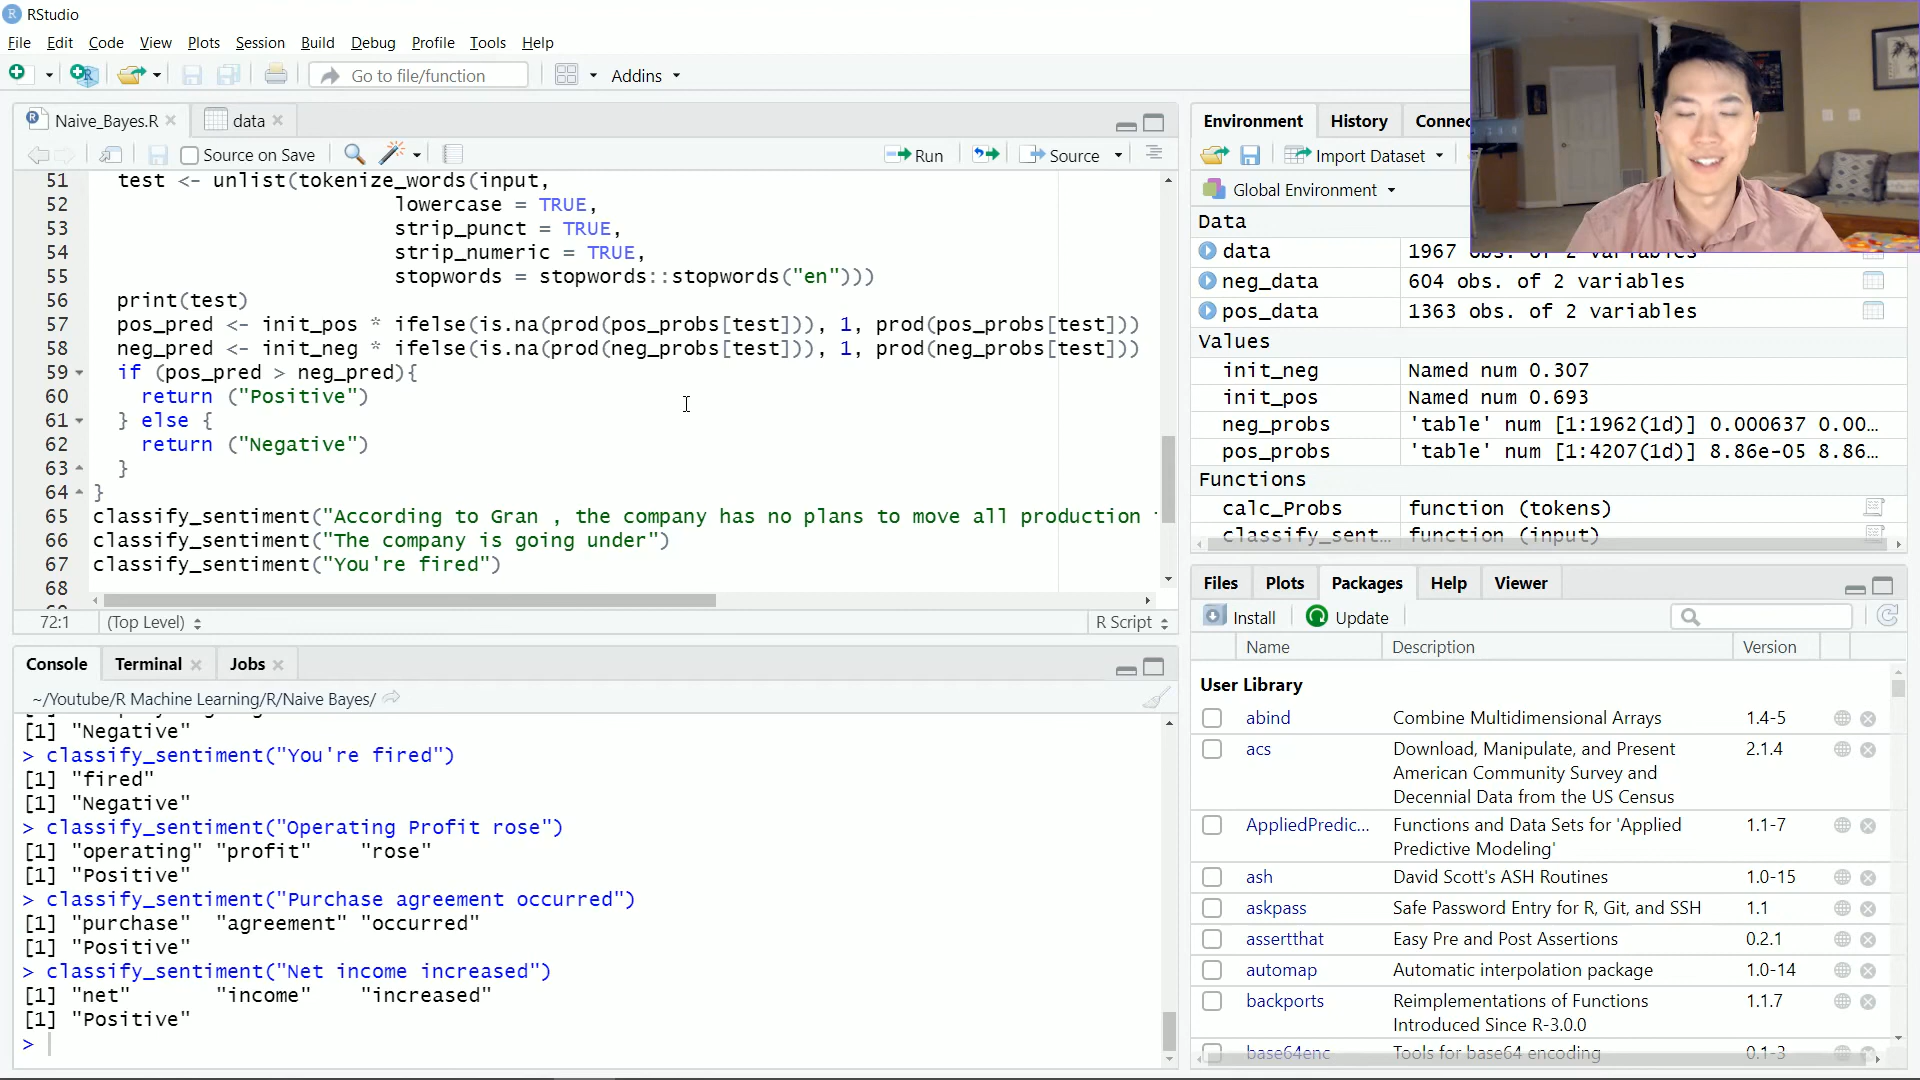 RStudio
File Edit Code View Plots Session Build Debug Profile Tools Help
Go to file/function Addins
Naive_Bayes.R data
Source on Save Run Source
51 test <- unlist(tokenize_words(input,
52 lowercase = TRUE,
53 strip_punct = TRUE,
54 strip_numeric = TRUE,
55 stopwords = stopwords::stopwords("en")))
56 print(test)
57 pos_pred <- init_pos * ifelse(is.na(prod(pos_probs[test])), 1, prod(pos_probs[test]))
58 neg_pred <- init_neg * ifelse(is.na(prod(neg_probs[test])), 1, prod(neg_probs[test]))
59 if (pos_pred > neg_pred){
60 return ("Positive")
61 } else {
62 return ("Negative")
63 }
64 }
65 classify_sentiment("According to Gran , the company has no plans to move all production
66 classify_sentiment("The company is going under")
67 classify_sentiment("You're fired")
68
72:1 (Top Level) R Script
Console Terminal Jobs
~/Youtube/R Machine Learning/R/Naive Bayes/
[1] "Negative"
> classify_sentiment("You're fired")
[1] "fired"
[1] "Negative"
> classify_sentiment("Operating Profit rose")
[1] "operating" "profit" "rose"
[1] "Positive"
> classify_sentiment("Purchase agreement occurred")
[1] "purchase" "agreement" "occurred"
[1] "Positive"
> classify_sentiment("Net income increased")
[1] "net" "income" "increased"
[1] "Positive"
>
Environment History Connec
Import Dataset
Global Environment
Data
data 1967 obs. of 2 variables
neg_data 604 obs. of 2 variables
pos_data 1363 obs. of 2 variables
Values
init_neg Named num 0.307
init_pos Named num 0.693
neg_probs 'table' num [1:1962(1d)] 0.000637 0.00…
pos_probs 'table' num [1:4207(1d)] 8.86e-05 8.86…
Functions
calc_Probs function (tokens)
classify_sent… function (input)
Files Plots Packages Help Viewer
Install Update
Name Description Version
User Library
abind Combine Multidimensional Arrays 1.4-5
acs Download, Manipulate, and Present 2.1.4
American Community Survey and
Decennial Data from the US Census
AppliedPredic... Functions and Data Sets for 'Applied 1.1-7
Predictive Modeling'
ash David Scott's ASH Routines 1.0-15
askpass Safe Password Entry for R, Git, and SSH 1.1
assertthat Easy Pre and Post Assertions 0.2.1
automap Automatic interpolation package 1.0-14
backports Reimplementations of Functions 1.1.7
Introduced Since R-3.0.0
base64enc Tools for base64 encoding 0.1-3